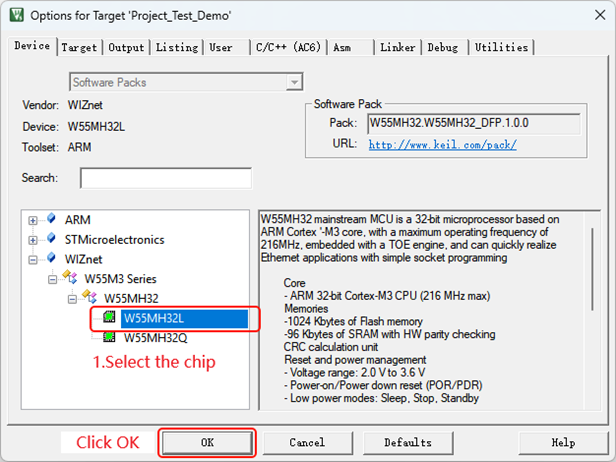 Options for Target 'Project_Test_Demo'
Device Target Output Listing User C/C++ (AC6) Asm Linker Debug Utilities
Software Packs
Vendor: WIZnet
Device: W55MH32L
Toolset: ARM
Search:
Software Pack
Pack: W55MH32.W55MH32_DFP.1.0.0
URL: http://www.keil.com/pack/
ARM
STMicroelectronics
WIZnet
W55M3 Series
W55MH32
W55MH32L
W55MH32Q
1.Select the chip
W55MH32 mainstream MCU is a 32-bit microprocessor based on
ARM Cortex '-M3 core, with a maximum operating frequency of
216MHz, embedded with a TOE engine, and can quickly realize
Ethernet applications with simple socket programming
Core
- ARM 32-bit Cortex-M3 CPU (216 MHz max)
Memories
-1024 Kbytes of Flash memory
-96 Kbytes of SRAM with HW parity checking
CRC calculation unit
Reset and power management
- Voltage range: 2.0 V to 3.6 V
- Power-on/Power down reset (POR/PDR)
- Low power modes: Sleep, Stop, Standby
Click OK
OK Cancel Defaults Help